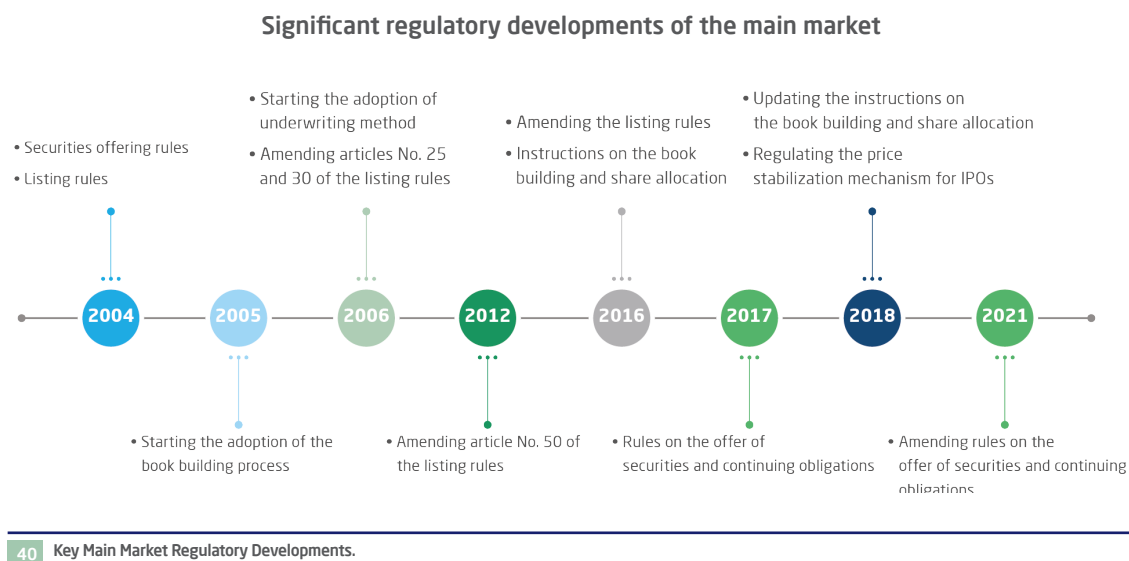 Significant regulatory developments of the main market
• Securities offering rules
• Listing rules
• Starting the adoption of
underwriting method
• Amending articles No. 25
and 30 of the listing rules
• Amending the listing rules
• Instructions on the book
building and share allocation
• Updating the instructions on
the book building and share allocation
• Regulating the price
stabilization mechanism for IPOs
2004
2005
2006
2012
2016
2017
2018
2021
• Starting the adoption of the
book building process
• Amending article No. 50 of
the listing rules
• Rules on the offer of
securities and continuing obligations
• Amending rules on the
offer of securities and continuing
obligations
40 Key Main Market Regulatory Developments.